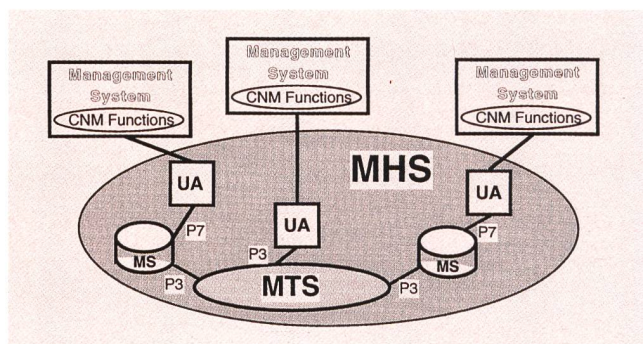 Management
System
CNM Functions
Management
System
CNM Functions
Management
System
CNM Functions
MHS
UA
UA
UA
P7
P3
P7
MS
MS
P3
MTS
P3